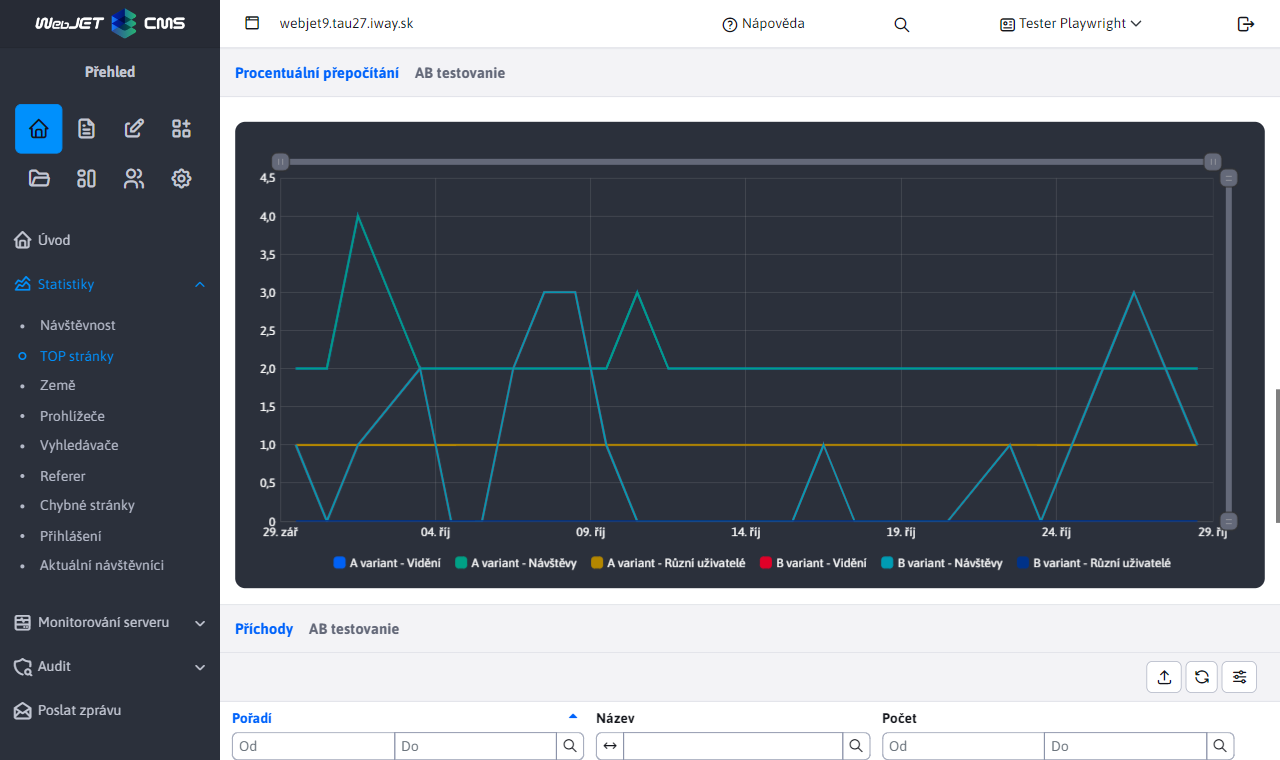 WebJET CMS
webjet9.tau27.iway.sk
Nápověda
Tester Playwright
Přehled
Úvod
Statistiky
Návštěvnost
TOP stránky
Země
Prohlížeče
Vyhledávače
Referer
Chybné stránky
Přihlášení
Aktuální návštěvníci
Monitorování serveru
Audit
Poslat zprávu
Procentuální přepočítání AB testovanie
4,5
4,0
3,5
3,0
2,5
2,0
1,5
1,0
0,5
0
29. zář 04. říj 09. říj 14. říj 19. říj 24. říj 29. říj
A variant - Vidění A variant - Návštěvy A variant - Různí uživatelé B variant - Vidění B variant - Návštěvy B variant - Různí uživatelé
Příchody AB testovanie
Pořadí Název Počet
Od Do Od Do